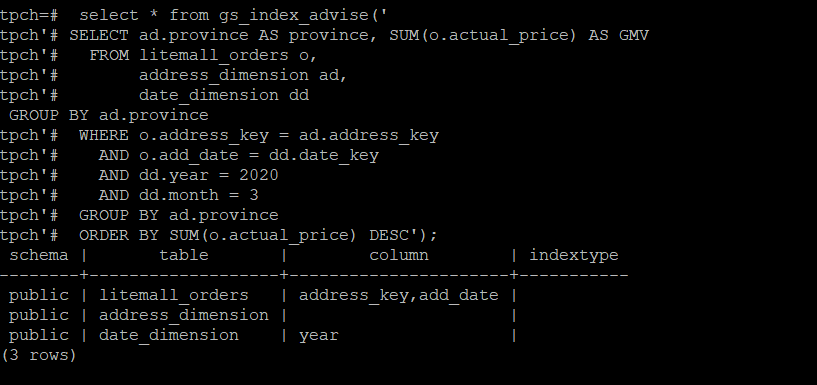 tpch=#  select * from gs_index_advise('
tpch'# SELECT ad.province AS province, SUM(o.actual_price) AS GMV
tpch'#   FROM litemall_orders o,
tpch'#        address_dimension ad,
tpch'#        date_dimension dd
 GROUP BY ad.province
tpch'#  WHERE o.address_key = ad.address_key
tpch'#    AND o.add_date = dd.date_key
tpch'#    AND dd.year = 2020
tpch'#    AND dd.month = 3
tpch'#  GROUP BY ad.province
tpch'#  ORDER BY SUM(o.actual_price) DESC');
 schema |       table       |        column        | indextype
--------+-------------------+----------------------+-----------
 public | litemall_orders   | address_key,add_date |
 public | address_dimension |                      |
 public | date_dimension    | year                 |
(3 rows)